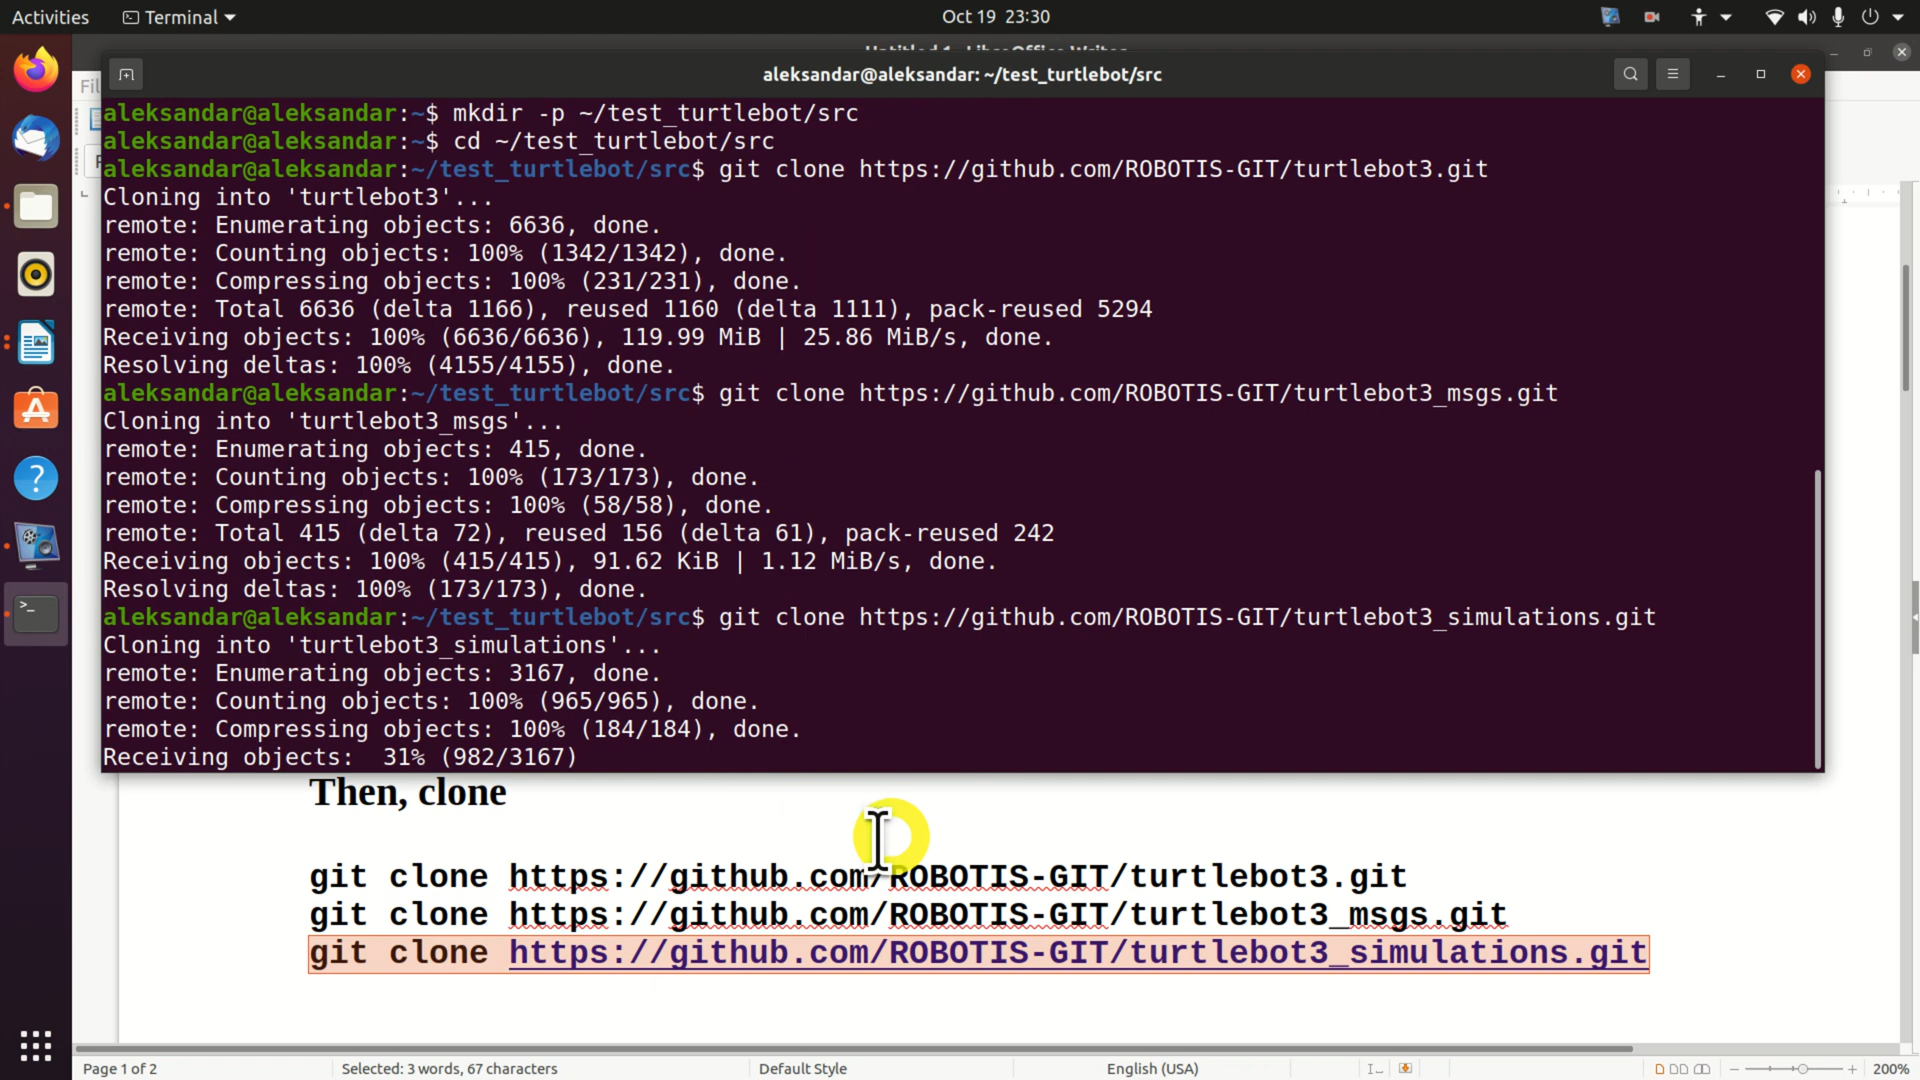 Activities
Terminal
Oct 19 23:30
Untitled 1 - LibreOffice Writer
Fil
aleksandar@aleksandar: ~/test_turtlebot/src
aleksandar@aleksandar:~$ mkdir -p ~/test_turtlebot/src
aleksandar@aleksandar:~$ cd ~/test_turtlebot/src
aleksandar@aleksandar:~/test_turtlebot/src$ git clone https://github.com/ROBOTIS-GIT/turtlebot3.git
Cloning into 'turtlebot3'...
remote: Enumerating objects: 6636, done.
remote: Counting objects: 100% (1342/1342), done.
remote: Compressing objects: 100% (231/231), done.
remote: Total 6636 (delta 1166), reused 1160 (delta 1111), pack-reused 5294
Receiving objects: 100% (6636/6636), 119.99 MiB | 25.86 MiB/s, done.
Resolving deltas: 100% (4155/4155), done.
aleksandar@aleksandar:~/test_turtlebot/src$ git clone https://github.com/ROBOTIS-GIT/turtlebot3_msgs.git
Cloning into 'turtlebot3_msgs'...
remote: Enumerating objects: 415, done.
remote: Counting objects: 100% (173/173), done.
remote: Compressing objects: 100% (58/58), done.
remote: Total 415 (delta 72), reused 156 (delta 61), pack-reused 242
Receiving objects: 100% (415/415), 91.62 KiB | 1.12 MiB/s, done.
Resolving deltas: 100% (173/173), done.
aleksandar@aleksandar:~/test_turtlebot/src$ git clone https://github.com/ROBOTIS-GIT/turtlebot3_simulations.git
Cloning into 'turtlebot3_simulations'...
remote: Enumerating objects: 3167, done.
remote: Counting objects: 100% (965/965), done.
remote: Compressing objects: 100% (184/184), done.
Receiving objects:  31% (982/3167)
Then, clone
git clone https://github.com/ROBOTIS-GIT/turtlebot3.git
git clone https://github.com/ROBOTIS-GIT/turtlebot3_msgs.git
git clone https://github.com/ROBOTIS-GIT/turtlebot3_simulations.git
Page 1 of 2
Selected: 3 words, 67 characters
Default Style
English (USA)
200%